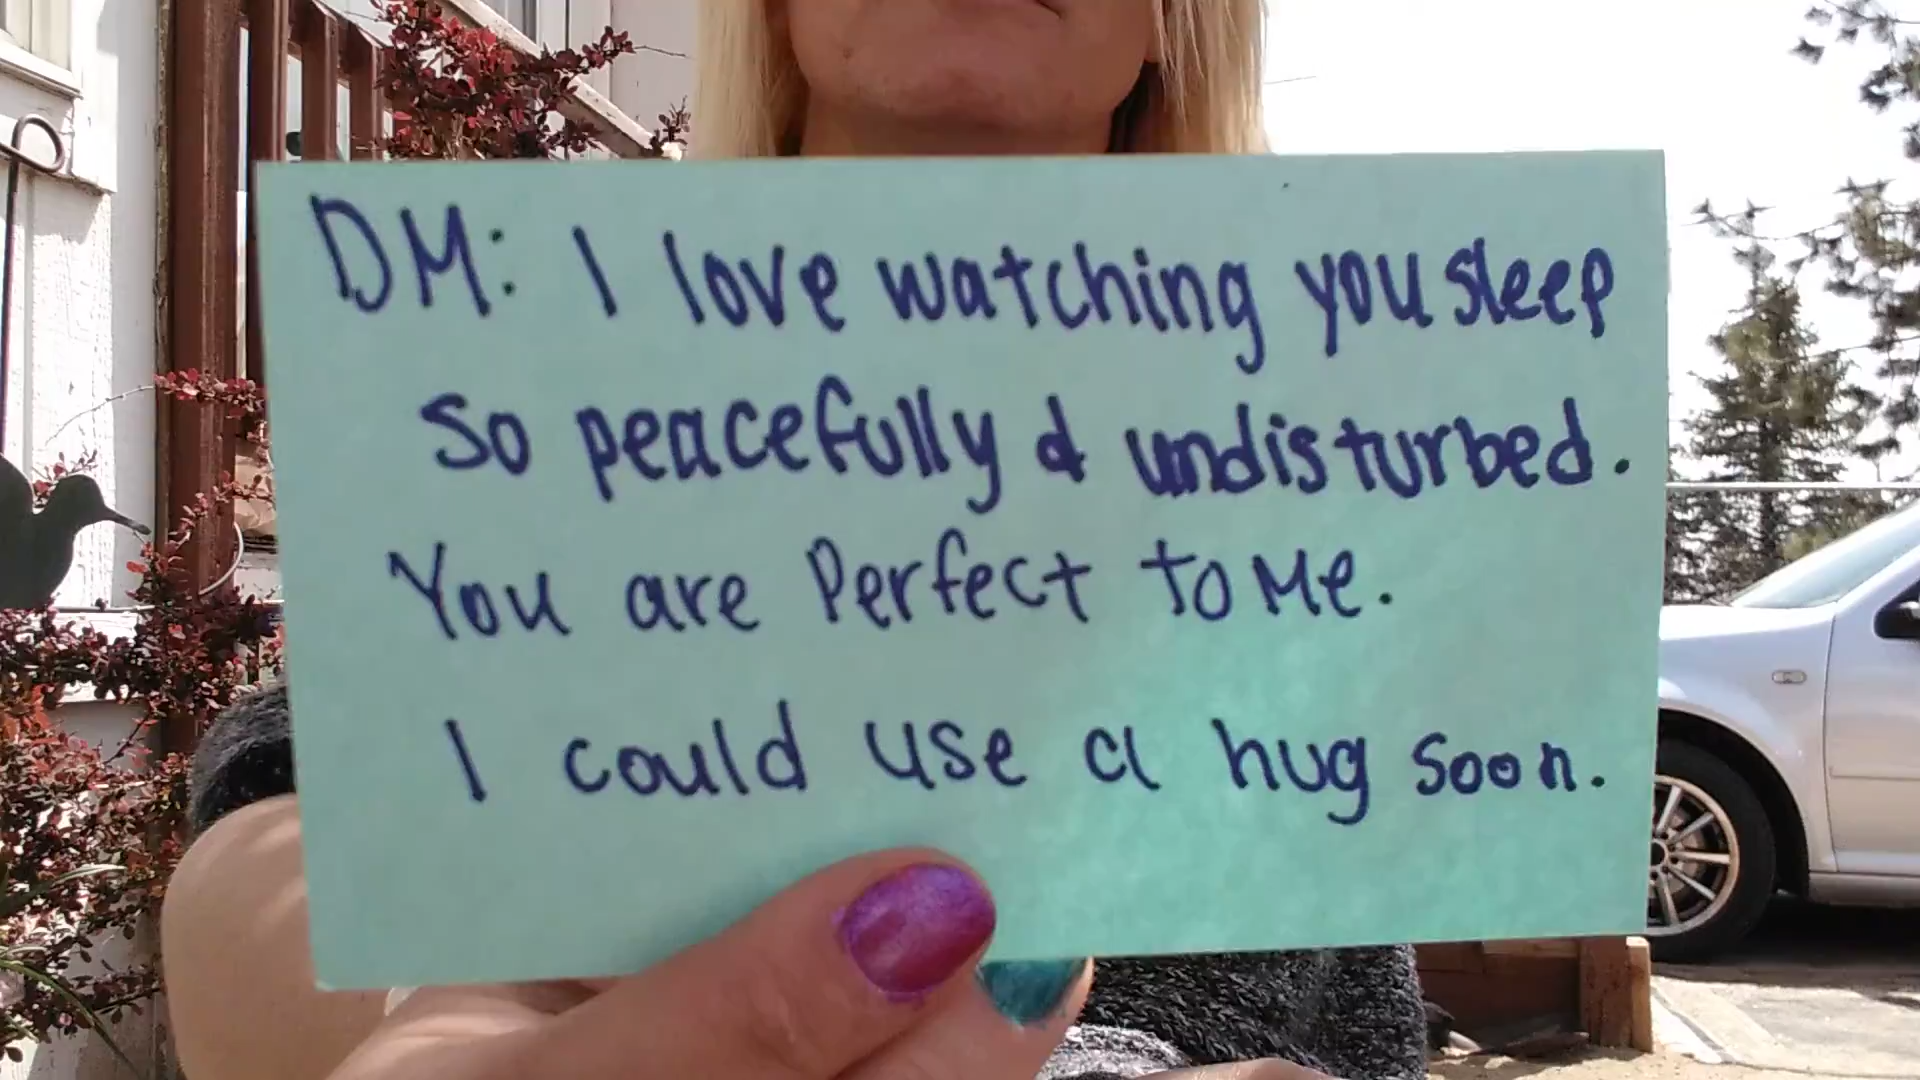 DM: I love watching you sleep
so peacefully & undisturbed.
You are Perfect to Me.
I could use a hug soon.